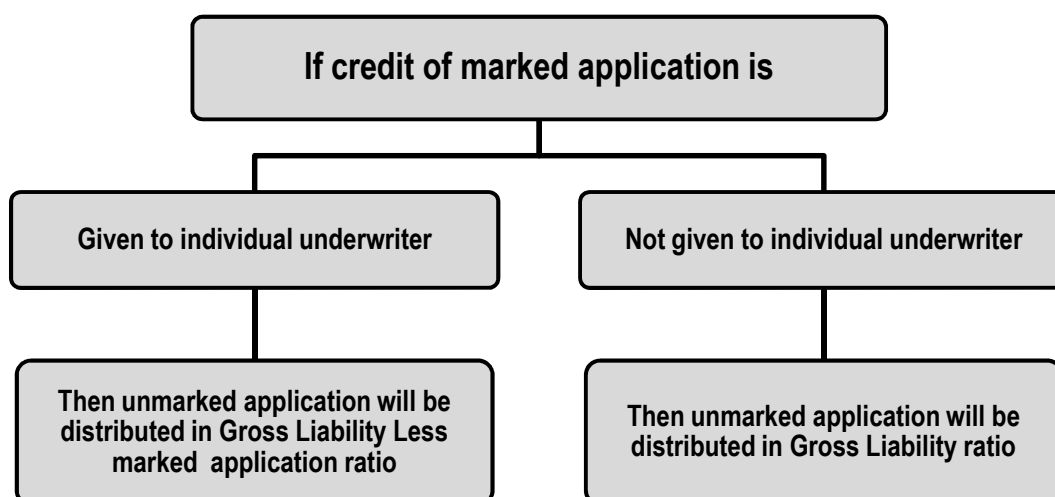 If credit of marked application is
Given to individual underwriter
Not given to individual underwriter
Then unmarked application will be
distributed in Gross Liability Less
marked application ratio
Then unmarked application will be
distributed in Gross Liability ratio